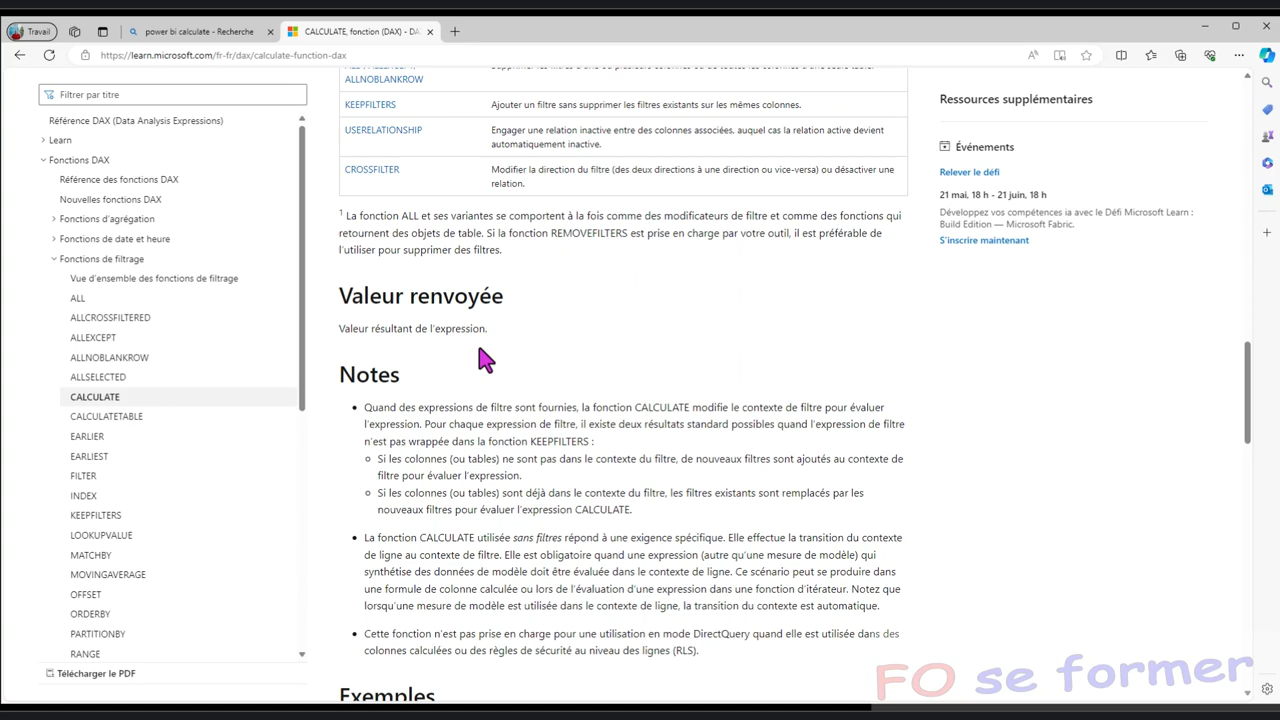 Travail
power bi calculate - Recherche
CALCULATE, fonction (DAX) - DA
https://learn.microsoft.com/fr-fr/dax/calculate-function-dax
Filtrer par titre
Référence DAX (Data Analysis Expressions)
Learn
Fonctions DAX
Référence des fonctions DAX
Nouvelles fonctions DAX
Fonctions d'agrégation
Fonctions de date et heure
Fonctions de filtrage
Vue d'ensemble des fonctions de filtrage
ALL
ALLCROSSFILTERED
ALLEXCEPT
ALLNOBLANKROW
ALLSELECTED
CALCULATE
CALCULATETABLE
EARLIER
EARLIEST
FILTER
INDEX
KEEPFILTERS
LOOKUPVALUE
MATCHBY
MOVINGAVERAGE
OFFSET
ORDERBY
PARTITIONBY
RANGE
Télécharger le PDF
ALLNOBLANKROW
KEEPFILTERS Ajouter un filtre sans supprimer les filtres existants sur les mêmes colonnes.
USERELATIONSHIP Engager une relation inactive entre des colonnes associées, auquel cas la relation active devient
automatiquement inactive.
CROSSFILTER Modifier la direction du filtre (des deux directions à une direction ou vice-versa) ou désactiver une
relation.
1 La fonction ALL et ses variantes se comportent à la fois comme des modificateurs de filtre et comme des fonctions qui
retournent des objets de table. Si la fonction REMOVEFILTERS est prise en charge par votre outil, il est préférable de
l'utiliser pour supprimer des filtres.
Valeur renvoyée
Valeur résultant de l'expression.
Notes
• Quand des expressions de filtre sont fournies, la fonction CALCULATE modifie le contexte de filtre pour évaluer
l'expression. Pour chaque expression de filtre, il existe deux résultats standard possibles quand l'expression de filtre
n'est pas wrappée dans la fonction KEEPFILTERS :
○ Si les colonnes (ou tables) ne sont pas dans le contexte du filtre, de nouveaux filtres sont ajoutés au contexte de
filtre pour évaluer l'expression.
○ Si les colonnes (ou tables) sont déjà dans le contexte du filtre, les filtres existants sont remplacés par les
nouveaux filtres pour évaluer l'expression CALCULATE.
• La fonction CALCULATE utilisée sans filtres répond à une exigence spécifique. Elle effectue la transition du contexte
de ligne au contexte de filtre. Elle est obligatoire quand une expression (autre qu'une mesure de modèle) qui
synthétise des données de modèle doit être évaluée dans le contexte de ligne. Ce scénario peut se produire dans
une formule de colonne calculée ou lors de l'évaluation d'une expression dans une fonction d'itérateur. Notez que
lorsqu'une mesure de modèle est utilisée dans le contexte de ligne, la transition du contexte est automatique.
• Cette fonction n'est pas prise en charge pour une utilisation en mode DirectQuery quand elle est utilisée dans des
colonnes calculées ou des règles de sécurité au niveau des lignes (RLS).
Exemples
Ressources supplémentaires
Événements
Relever le défi
21 mai, 18 h - 21 juin, 18 h
Développez vos compétences ia avec le Défi Microsoft Learn :
Build Edition — Microsoft Fabric.
S'inscrire maintenant
FO se former